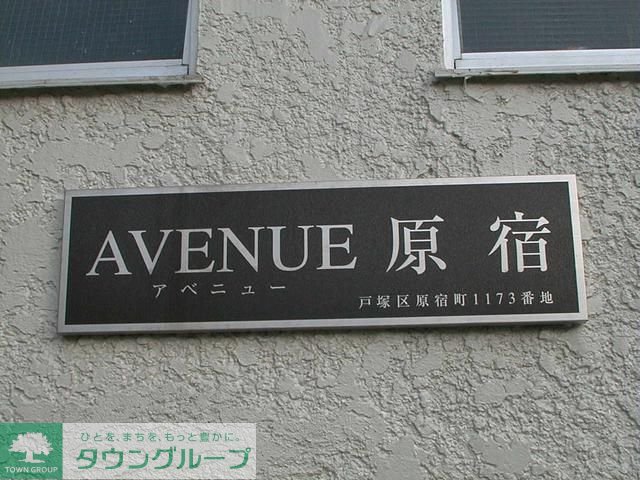 AVENUE 原宿
アベニュー
戸塚区原宿町1173番地
ひとを、まちを、もっと豊かに。
タウングループ
TOWN GROUP